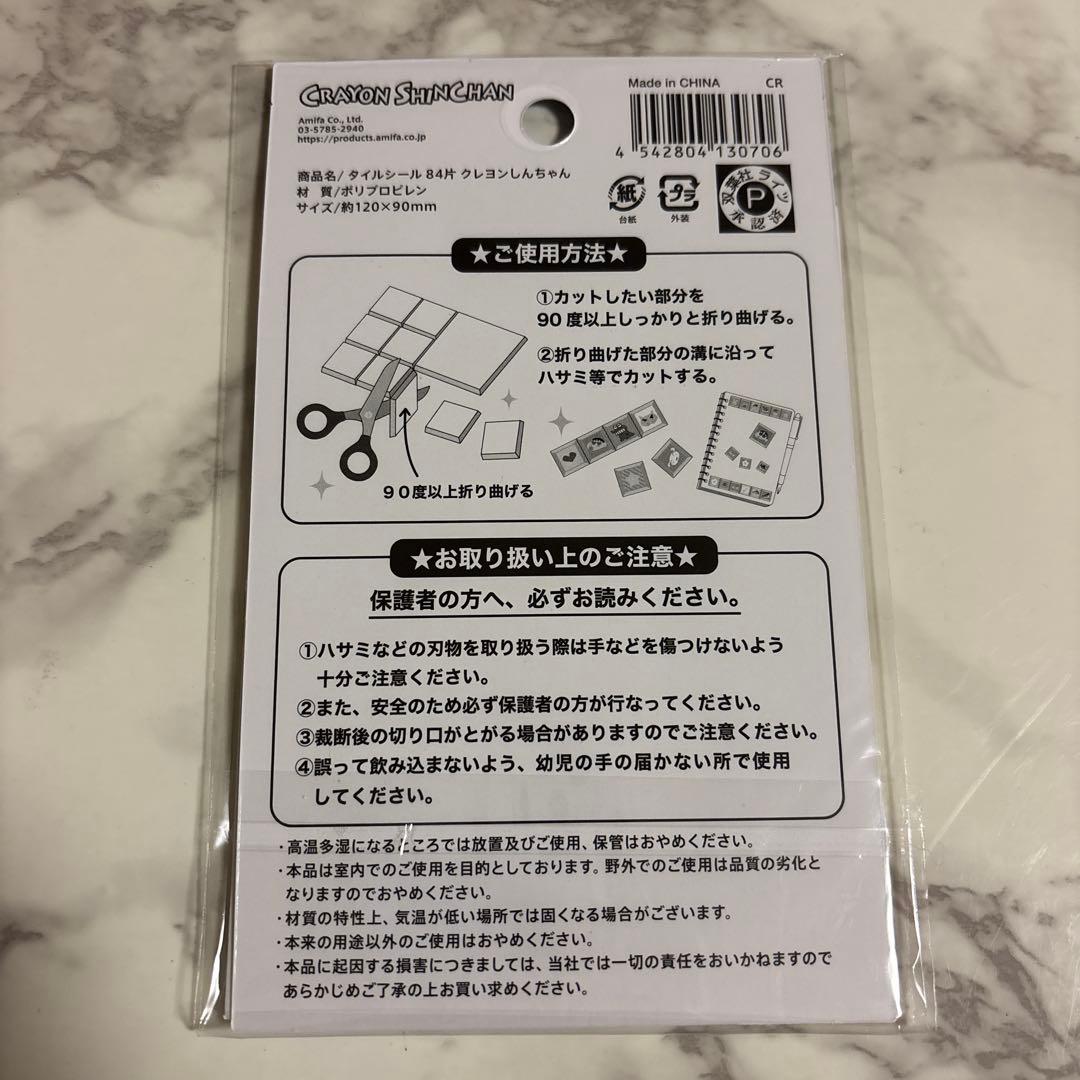 CRAYON SHINCHAN
Amifa Co., Ltd.
03-5785-2940
https://products.amifa.co.jp
Made in CHINA CR
4 542804 130706
商品名/ タイルシール 84片 クレヨンしんちゃん
材 質/ポリプロピレン
サイズ/約120×90mm
紙
台紙
プラ
外装
双葉社 ライツ
P
承認済
★ご使用方法★
①カットしたい部分を
90度以上しっかりと折り曲げる。
②折り曲げた部分の溝に沿って
ハサミ等でカットする。
90度以上折り曲げる
★お取り扱い上のご注意★
保護者の方へ、必ずお読みください。
①ハサミなどの刃物を取り扱う際は手などを傷つけないよう
十分ご注意ください。
②また、安全のため必ず保護者の方が行なってください。
③裁断後の切り口がとがる場合がありますのでご注意ください。
④誤って飲み込まないよう、幼児の手の届かない所で使用
してください。
・高温多湿になるところでは放置及びご使用、保管はおやめください。
・本品は室内でのご使用を目的としております。野外でのご使用は品質の劣化と
なりますのでおやめください。
・材質の特性上、気温が低い場所では固くなる場合がございます。
・本来の用途以外のご使用はおやめください。
・本品に起因する損害につきましては、当社では一切の責任をおいかねますので
あらかじめご了承の上お買い求めください。